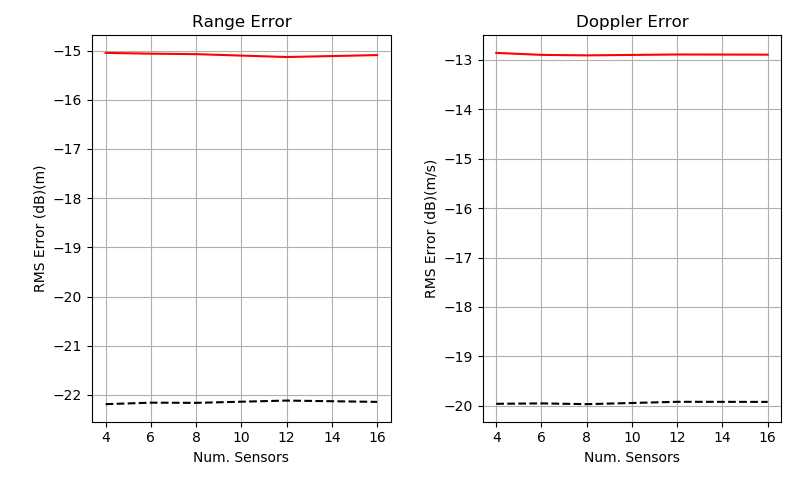 Range Error
RMS Error (dB)(m)
−15
−16
−17
−18
−19
−20
−21
−22
4 6 8 10 12 14 16
Num. Sensors
Doppler Error
RMS Error (dB)(m/s)
−13
−14
−15
−16
−17
−18
−19
−20
4 6 8 10 12 14 16
Num. Sensors